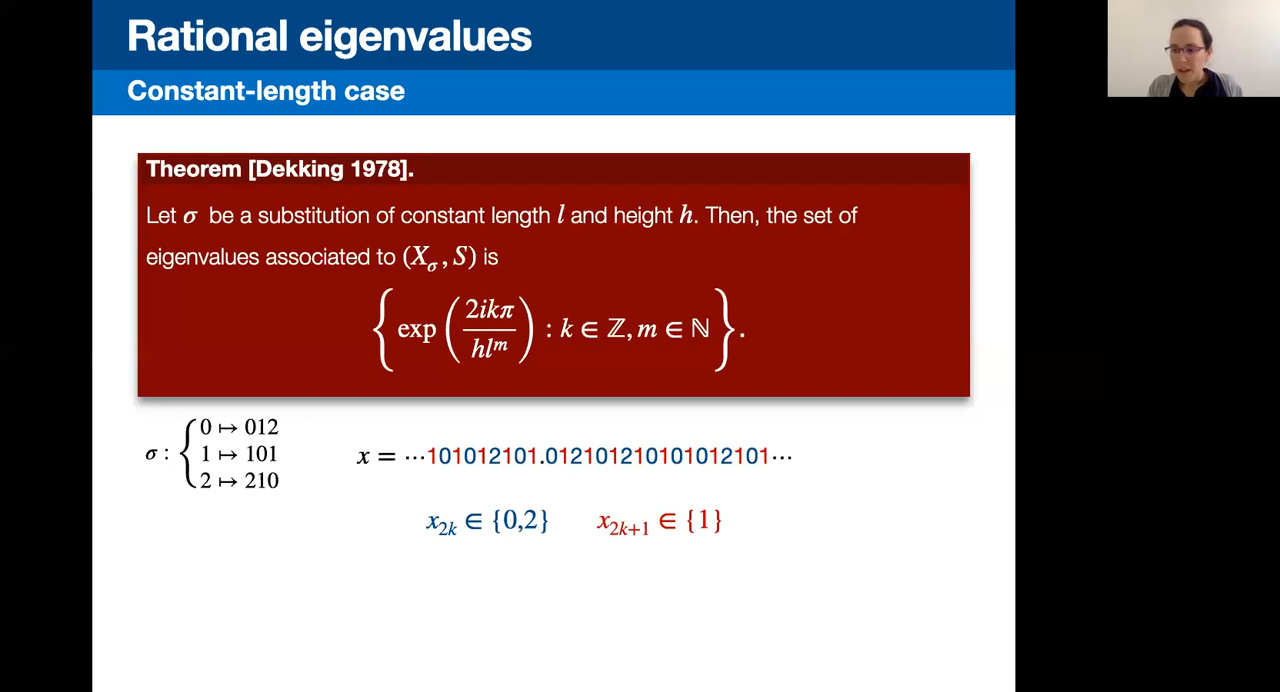 Rational eigenvalues
Constant-length case
Theorem [Dekking 1978].
Let σ be a substitution of constant length l and height h. Then, the set of
eigenvalues associated to (X_σ, S) is
{exp(2ikπ / hl^m) : k ∈ ℤ, m ∈ ℕ}.
σ : { 0 ↦ 012
1 ↦ 101
2 ↦ 210
x = ⋯101012101.012101210101012101⋯
x_{2k} ∈ {0,2} x_{2k+1} ∈ {1}